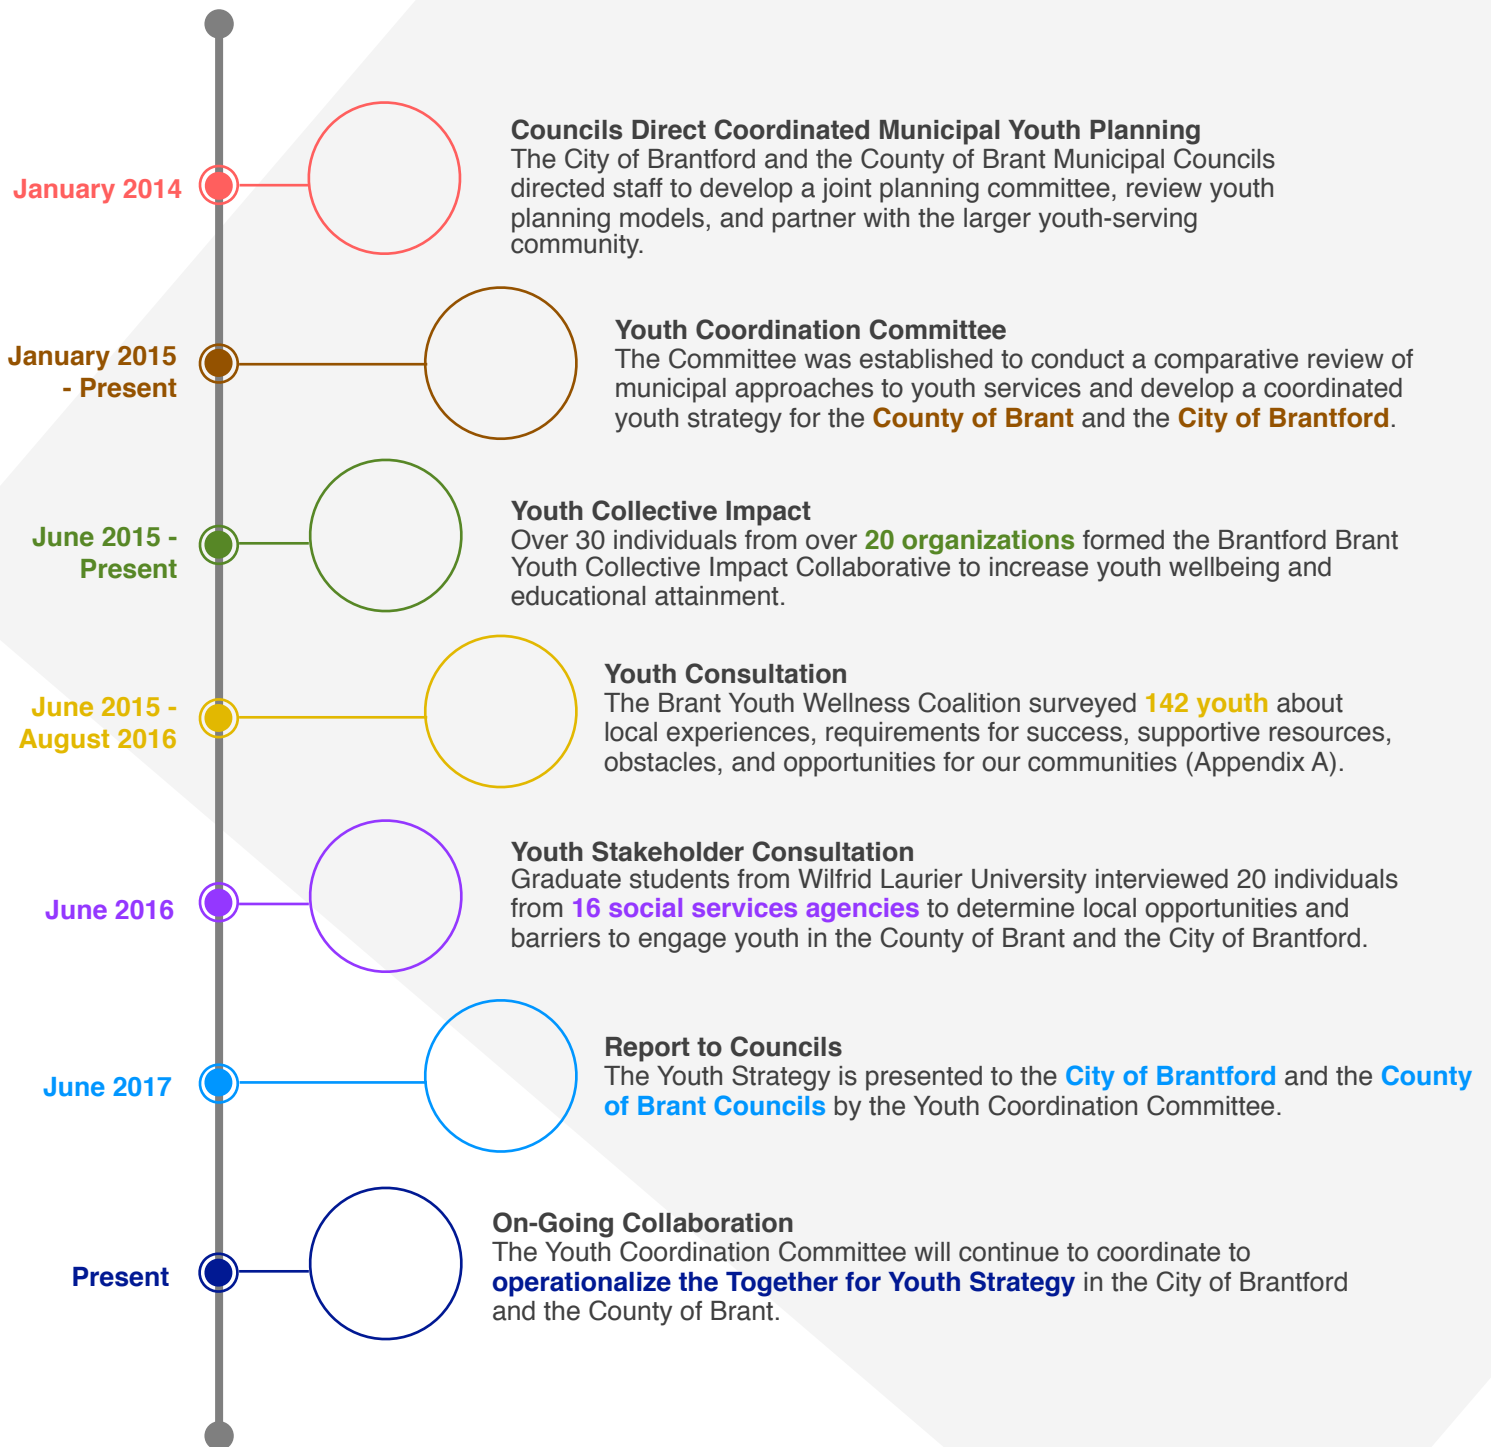 January 2014
Councils Direct Coordinated Municipal Youth Planning
The City of Brantford and the County of Brant Municipal Councils
directed staff to develop a joint planning committee, review youth
planning models, and partner with the larger youth-serving
community.
January 2015
- Present
Youth Coordination Committee
The Committee was established to conduct a comparative review of
municipal approaches to youth services and develop a coordinated
youth strategy for the County of Brant and the City of Brantford.
June 2015 -
Present
Youth Collective Impact
Over 30 individuals from over 20 organizations formed the Brantford Brant
Youth Collective Impact Collaborative to increase youth wellbeing and
educational attainment.
June 2015 -
August 2016
Youth Consultation
The Brant Youth Wellness Coalition surveyed 142 youth about
local experiences, requirements for success, supportive resources,
obstacles, and opportunities for our communities (Appendix A).
June 2016
Youth Stakeholder Consultation
Graduate students from Wilfrid Laurier University interviewed 20 individuals
from 16 social services agencies to determine local opportunities and
barriers to engage youth in the County of Brant and the City of Brantford.
June 2017
Report to Councils
The Youth Strategy is presented to the City of Brantford and the County
of Brant Councils by the Youth Coordination Committee.
Present
On-Going Collaboration
The Youth Coordination Committee will continue to coordinate to
operationalize the Together for Youth Strategy in the City of Brantford
and the County of Brant.